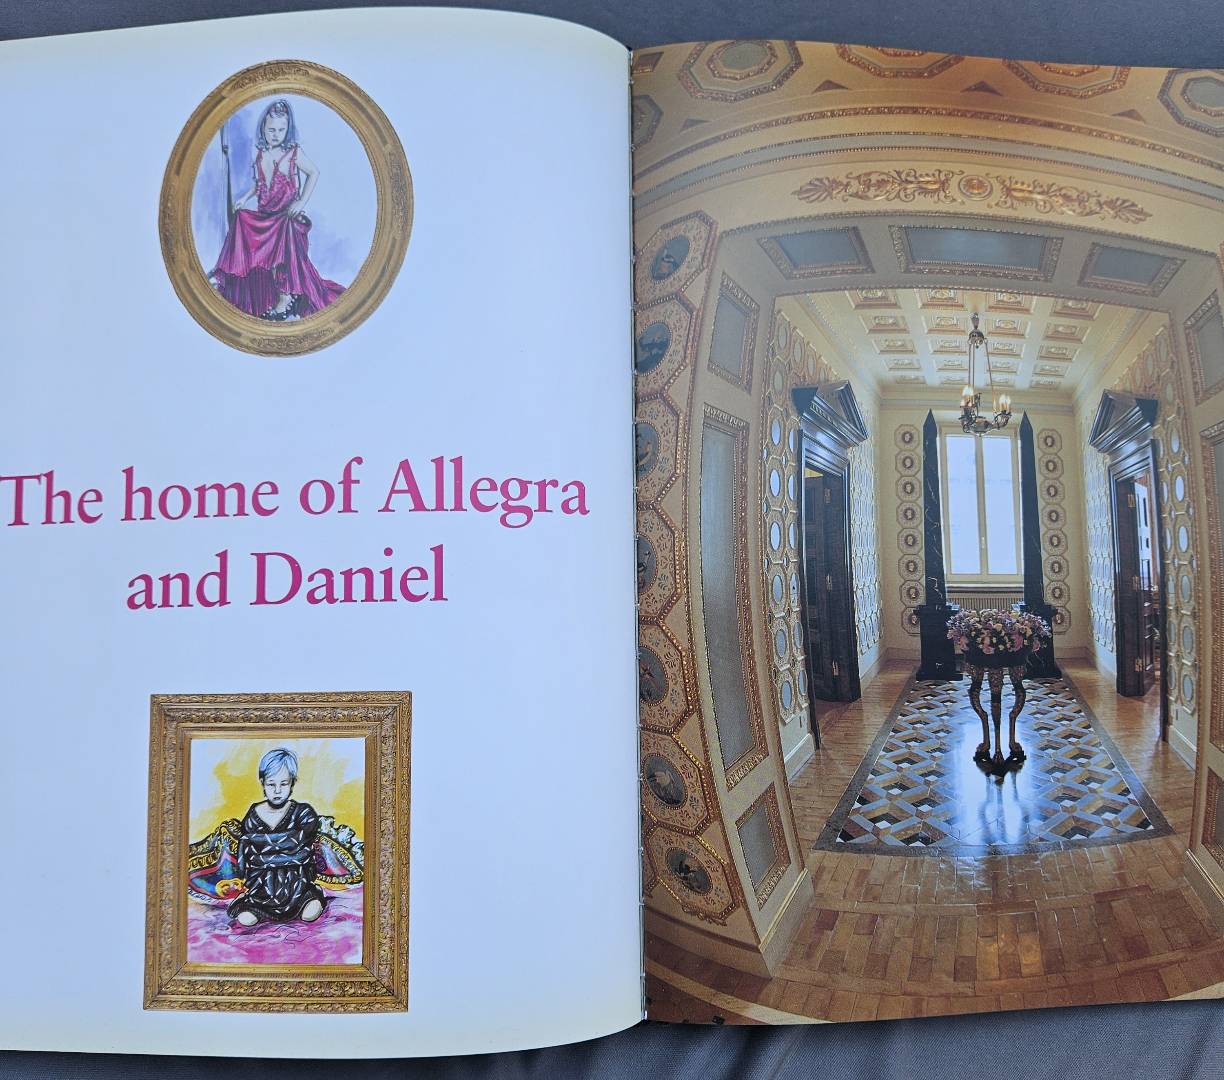 The home of Allegra
and Daniel